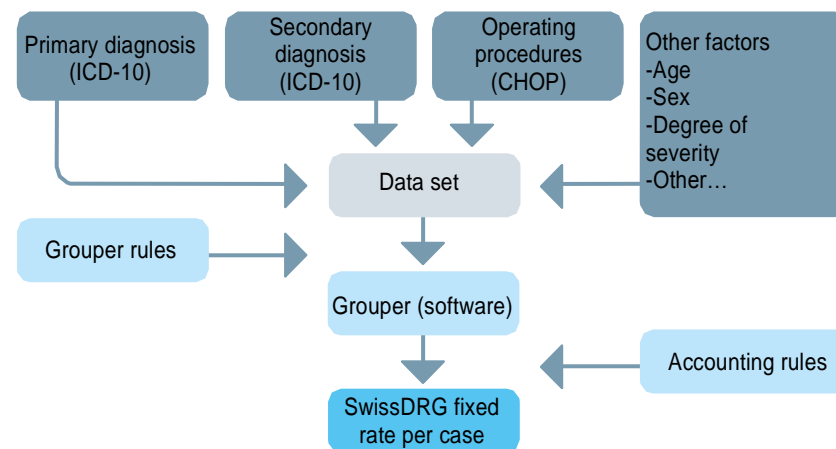 Primary diagnosis
(ICD-10)
Secondary
diagnosis
(ICD-10)
Operating
procedures
(CHOP)
Other factors
-Age
-Sex
-Degree of
severity
-Other…
Data set
Grouper rules
Grouper (software)
Accounting rules
SwissDRG fixed
rate per case